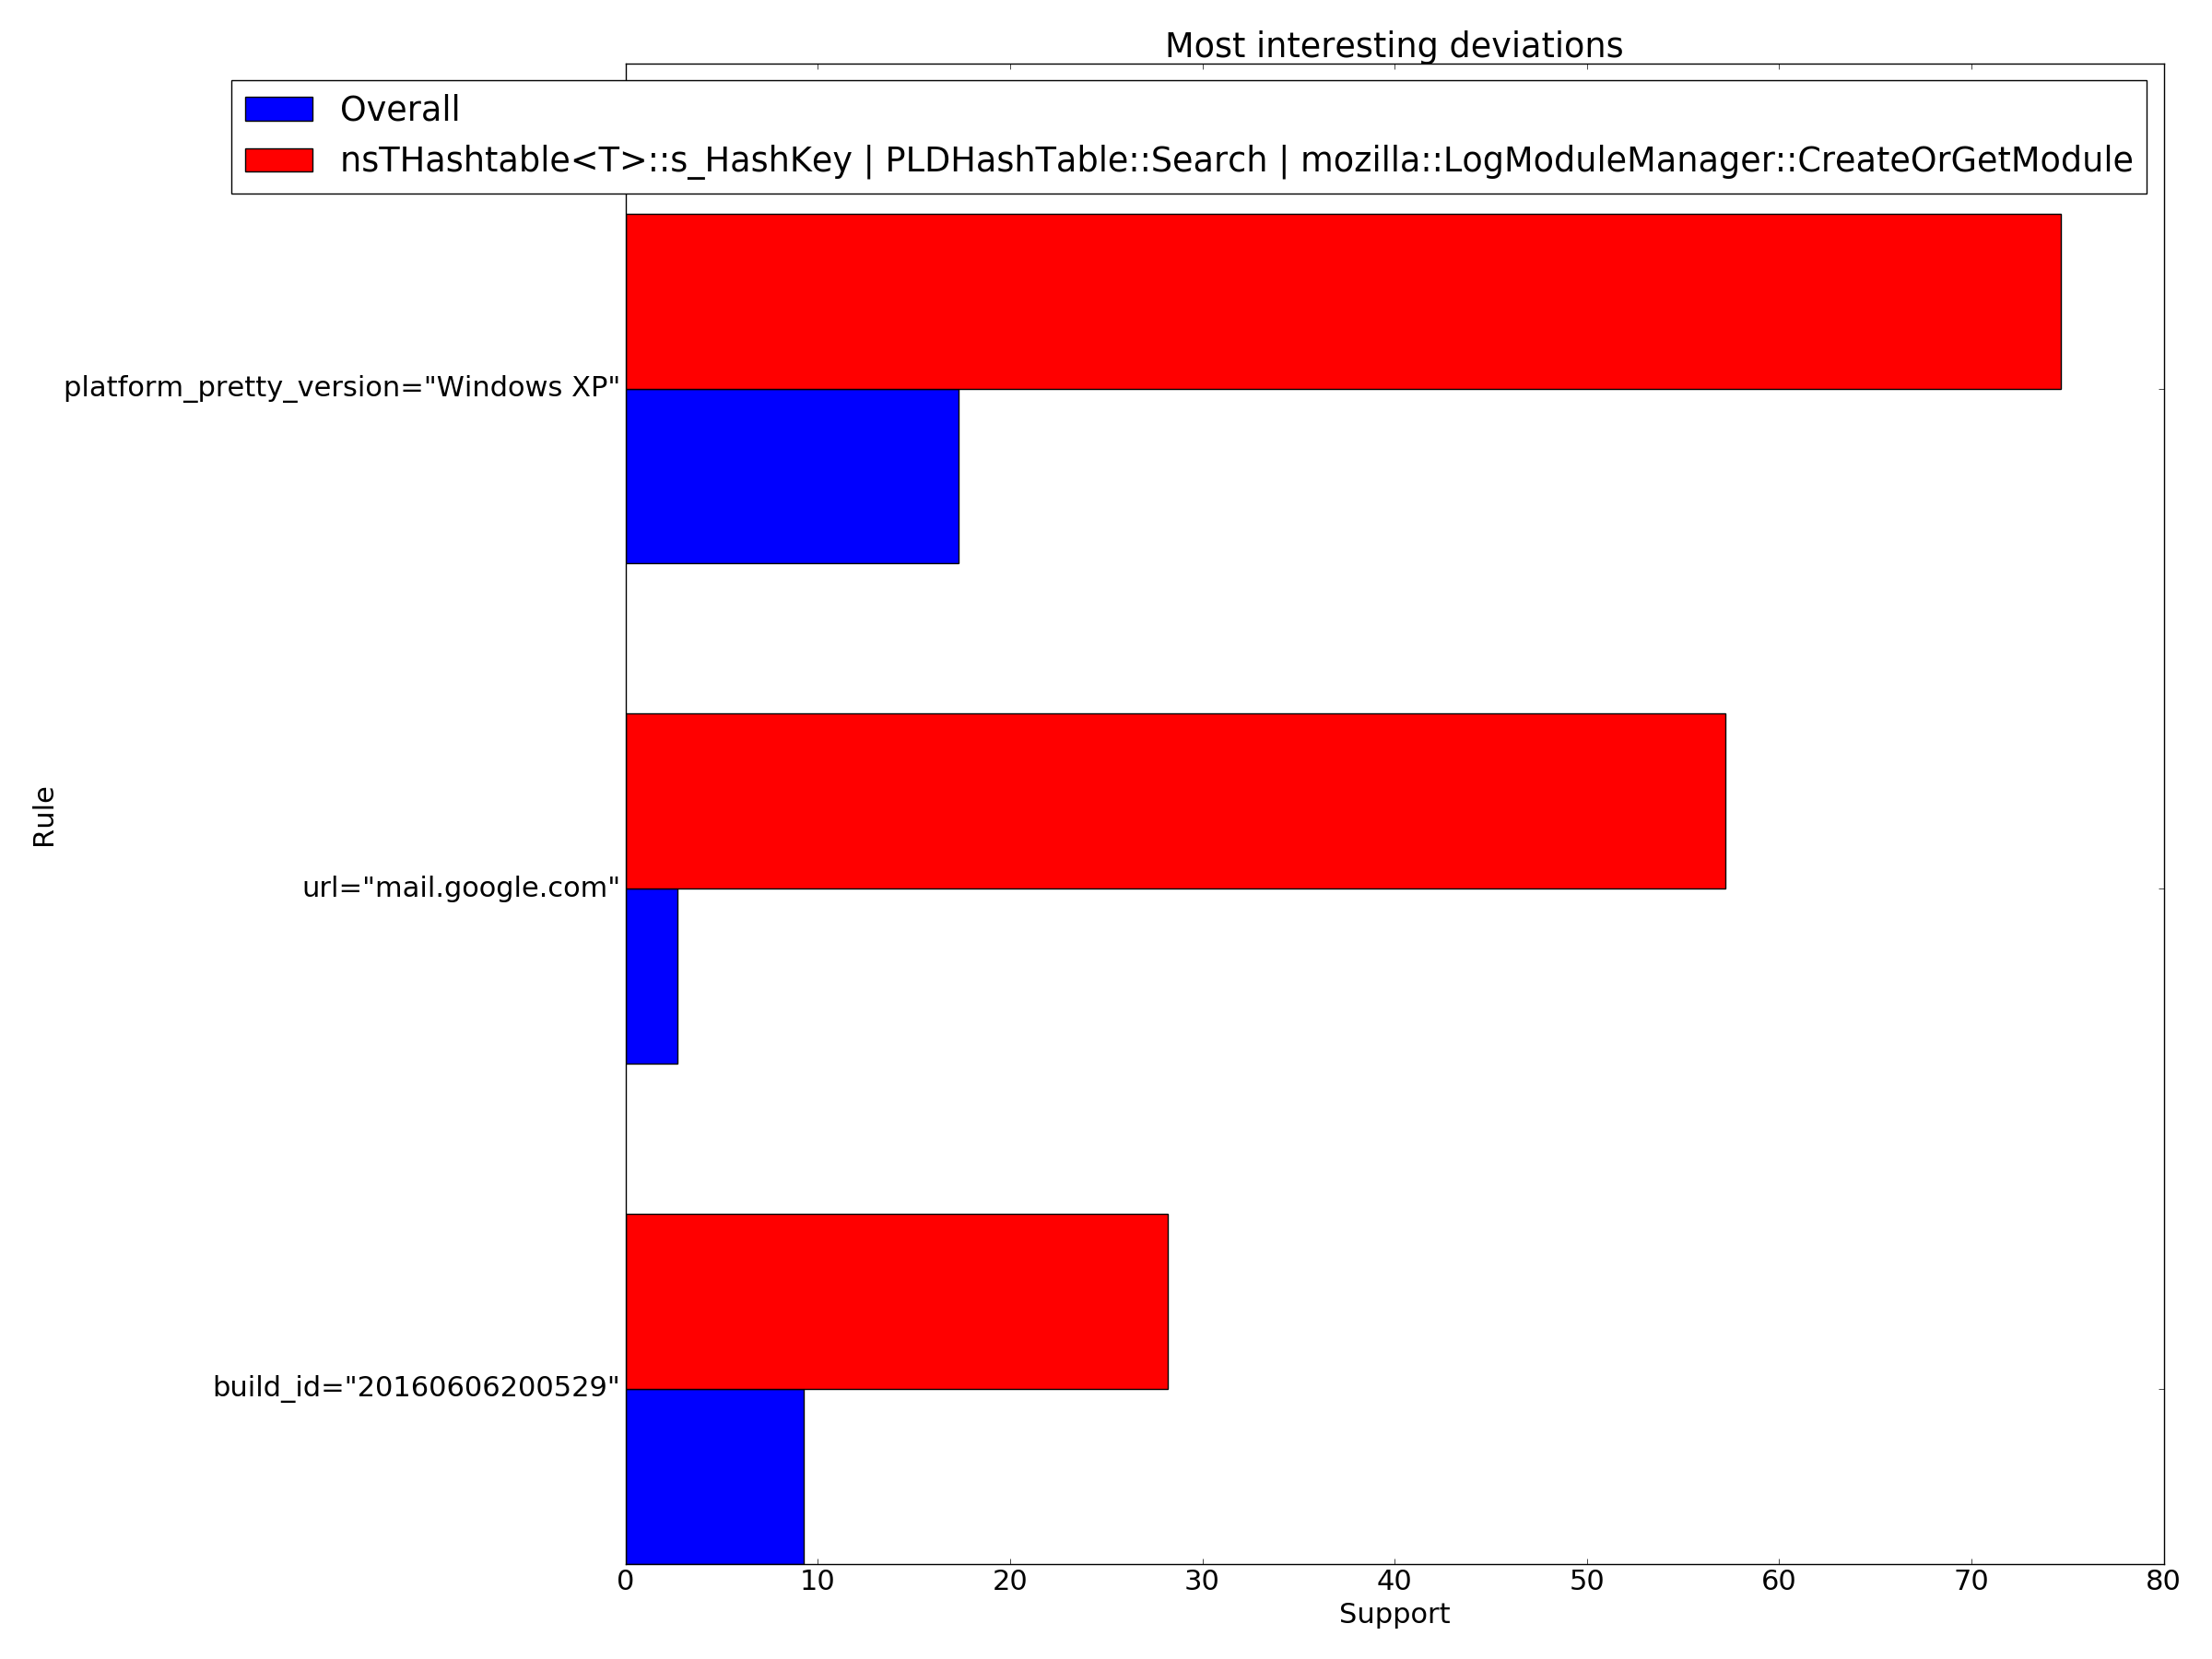 Most interesting deviations
Overall
nsTHashtable<T>::s_HashKey | PLDHashTable::Search | mozilla::LogModuleManager::CreateOrGetModule
platform_pretty_version="Windows XP"
url="mail.google.com"
build_id="20160606200529"
Rule
0 10 20 30 40 50 60 70 80
Support